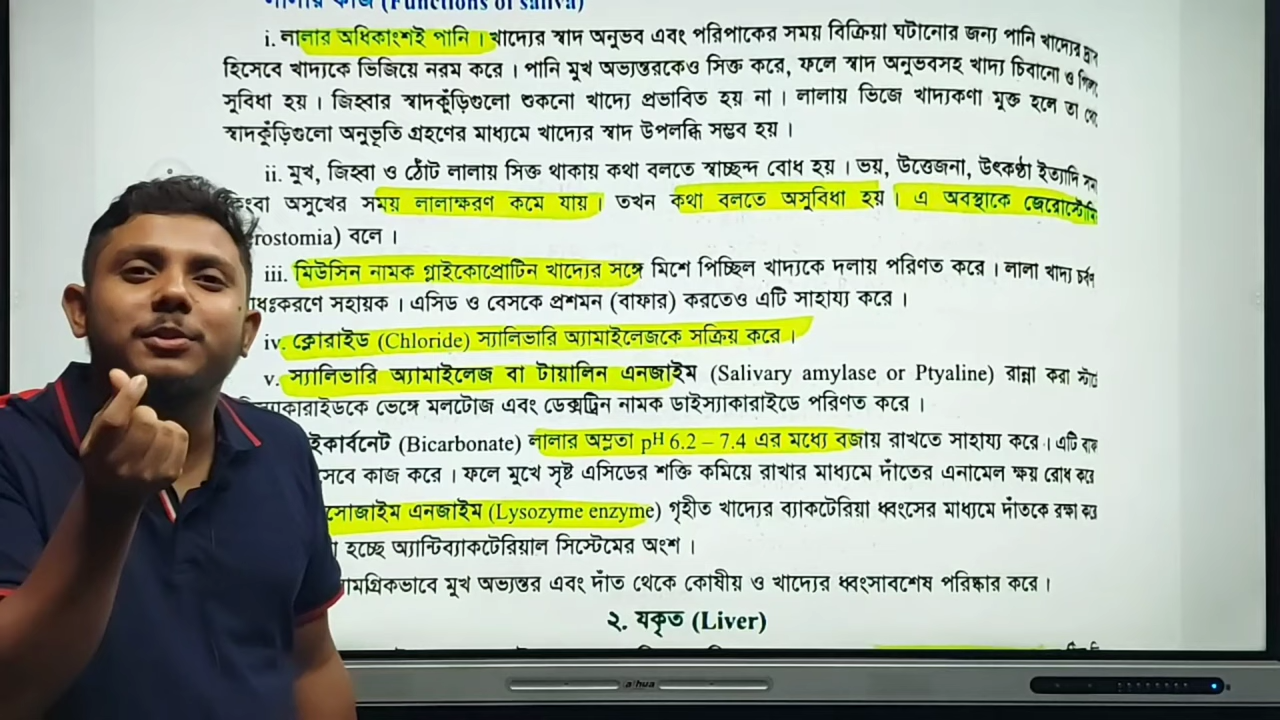 লালার কাজ (Functions of saliva)
i. লালার অধিকাংশই পানি। খাদ্যের স্বাদ অনুভব এবং পরিপাকের সময় বিক্রিয়া ঘটানোর জন্য পানি খাদ্যের
হিসেবে খাদ্যকে ভিজিয়ে নরম করে। পানি মুখ অভ্যন্তরকেও সিক্ত করে, ফলে স্বাদ অনুভবসহ খাদ্য চিবানো ও
সুবিধা হয়। জিহ্বার স্বাদকুঁড়িগুলো শুকনো খাদ্যে প্রভাবিত হয় না। লালায় ভিজে খাদ্যকণা মুক্ত হলে তা
স্বাদকুঁড়িগুলো অনুভূতি গ্রহণের মাধ্যমে খাদ্যের স্বাদ উপলব্ধি সম্ভব হয়।
ii. মুখ, জিহ্বা ও ঠোঁট লালায় সিক্ত থাকায় কথা বলতে স্বাচ্ছন্দ বোধ হয়। ভয়, উত্তেজনা, উৎকণ্ঠা ইত্যাদি
অসুখের সময় লালাক্ষরণ কমে যায়। তখন কথা বলতে অসুবিধা হয়। এ অবস্থাকে জেরোস্টোমি
rostomia) বলে।
iii. মিউসিন নামক গ্লাইকোপ্রোটিন খাদ্যের সঙ্গে মিশে পিচ্ছিল খাদ্যকে দলায় পরিণত করে। লালা খাদ্য চর্বণ
ধঃকরণে সহায়ক। এসিড ও বেসকে প্রশমন (বাফার) করতেও এটি সাহায্য করে।
iv. ক্লোরাইড (Chloride) স্যালিভারি অ্যামাইলেজকে সক্রিয় করে।
v. স্যালিভারি অ্যামাইলেজ বা টায়ালিন এনজাইম (Salivary amylase or Ptyaline) রান্না করা
কারাইডকে ভেঙ্গে মলটোজ এবং ডেক্সট্রিন নামক ডাইস্যাকারাইডে পরিণত করে।
ইকার্বনেট (Bicarbonate) লালার অম্লতা pH 6.2 – 7.4 এর মধ্যে বজায় রাখতে সাহায্য করে। এটি
সেবে কাজ করে। ফলে মুখে সৃষ্ট এসিডের শক্তি কমিয়ে রাখার মাধ্যমে দাঁতের এনামেল ক্ষয় রোধ করে
সোজাইম এনজাইম (Lysozyme enzyme) গৃহীত খাদ্যের ব্যাকটেরিয়া ধ্বংসের মাধ্যমে দাঁতকে রক্ষা
হচ্ছে অ্যান্টিব্যাকটেরিয়াল সিস্টেমের অংশ।
ামগ্রিকভাবে মুখ অভ্যন্তর এবং দাঁত থেকে কোষীয় ও খাদ্যের ধ্বংসাবশেষ পরিষ্কার করে।
২. যকৃত (Liver)
alhua